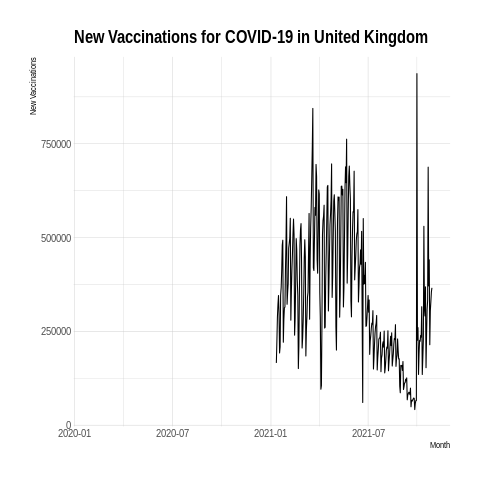 New Vaccinations for COVID-19 in United Kingdom
New Vaccinations
750000
500000
250000
0
2020-01
2020-07
2021-01
2021-07
Month